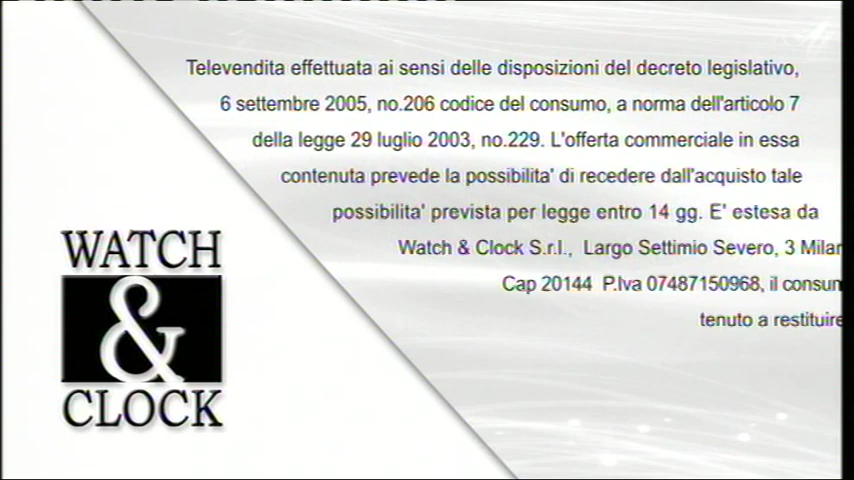 Televendita effettuata ai sensi delle disposizioni del decreto legislativo,
6 settembre 2005, no.206 codice del consumo, a norma dell'articolo 7
della legge 29 luglio 2003, no.229. L'offerta commerciale in essa
contenuta prevede la possibilita' di recedere dall'acquisto tale
possibilita' prevista per legge entro 14 gg. E' estesa da
Watch & Clock S.r.l., Largo Settimio Severo, 3 Milan
Cap 20144 P.Iva 07487150968, il consum
tenuto a restituire
WATCH
&
CLOCK